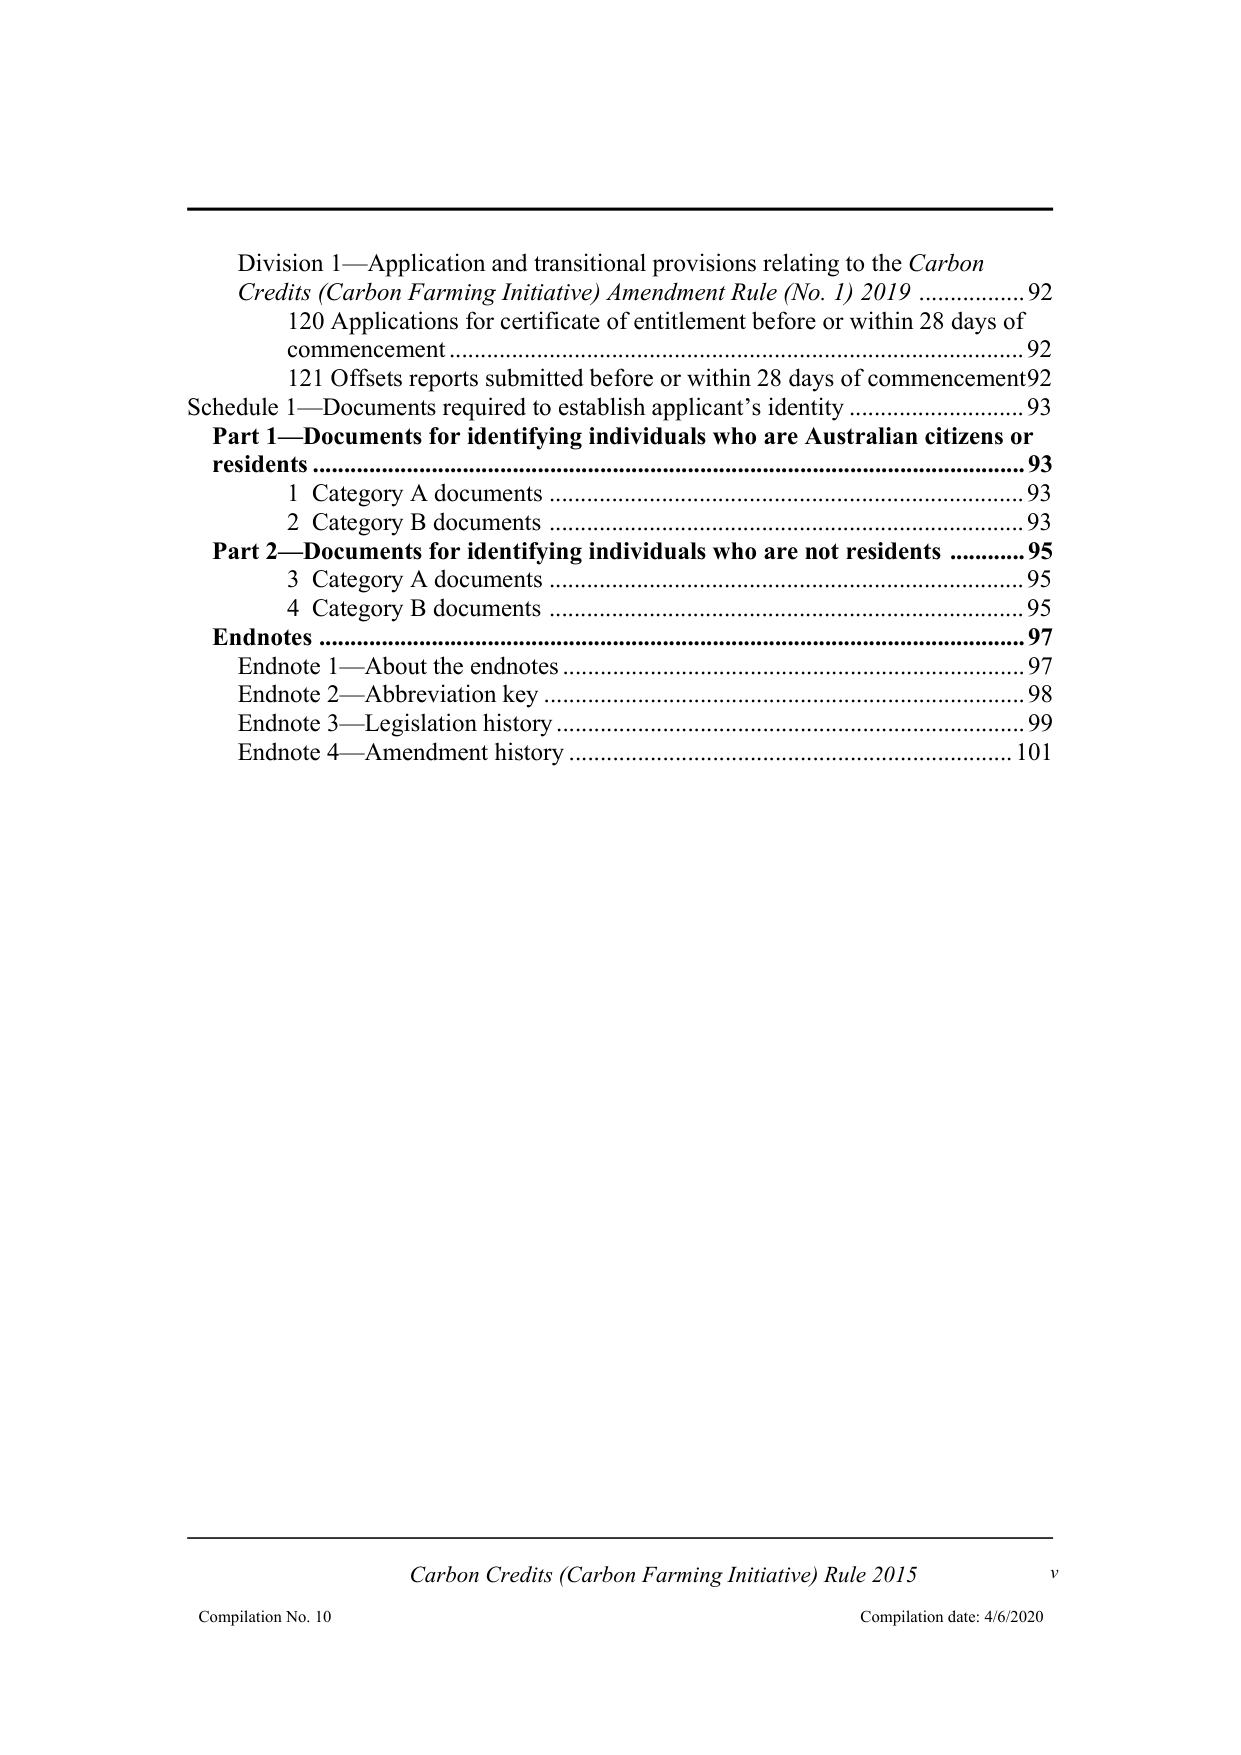 Division 1—Application and transitional provisions relating to the Carbon
Credits (Carbon Farming Initiative) Amendment Rule (No. 1) 2019 .................92
120 Applications for certificate of entitlement before or within 28 days of
commencement............................................................................................92
121 Offsets reports submitted before or within 28 days of commencement92
Schedule 1—Documents required to establish applicant’s identity ............................93
Part 1—Documents for identifying individuals who are Australian citizens or
residents..................................................................................................................93
1 Category A documents ............................................................................93
2 Category B documents ............................................................................93
Part 2—Documents for identifying individuals who are not residents ............95
3 Category A documents ............................................................................95
4 Category B documents ............................................................................95
Endnotes .................................................................................................................97
Endnote 1—About the endnotes..........................................................................97
Endnote 2—Abbreviation key .............................................................................98
Endnote 3—Legislation history...........................................................................99
Endnote 4—Amendment history.......................................................................101
Carbon Credits (Carbon Farming Initiative) Rule 2015 v
Compilation No. 10 Compilation date: 4/6/2020